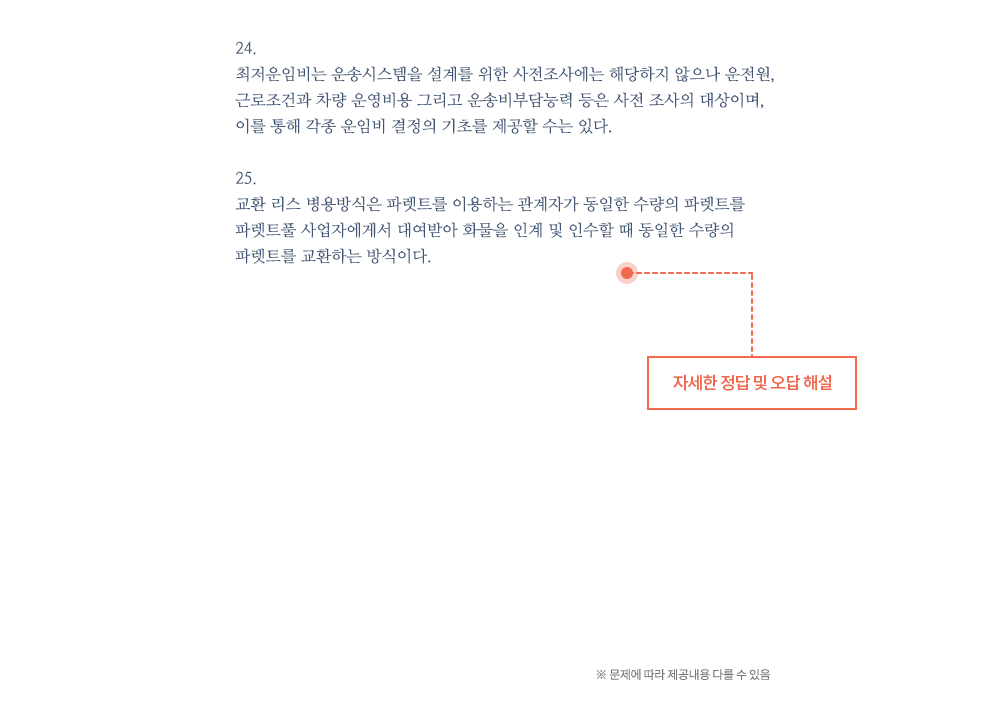 24.
최저운임비는 운송시스템을 설계를 위한 사전조사에는 해당하지 않으나 운전원,
근로조건과 차량 운영비용 그리고 운송비부담능력 등은 사전 조사의 대상이며,
이를 통해 각종 운임비 결정의 기초를 제공할 수는 있다.
25.
교환 리스 병용방식은 파렛트를 이용하는 관계자가 동일한 수량의 파렛트를
파렛트풀 사업자에게서 대여받아 화물을 인계 및 인수할 때 동일한 수량의
파렛트를 교환하는 방식이다.
자세한 정답 및 오답 해설
※ 문제에 따라 제공내용 다를 수 있음